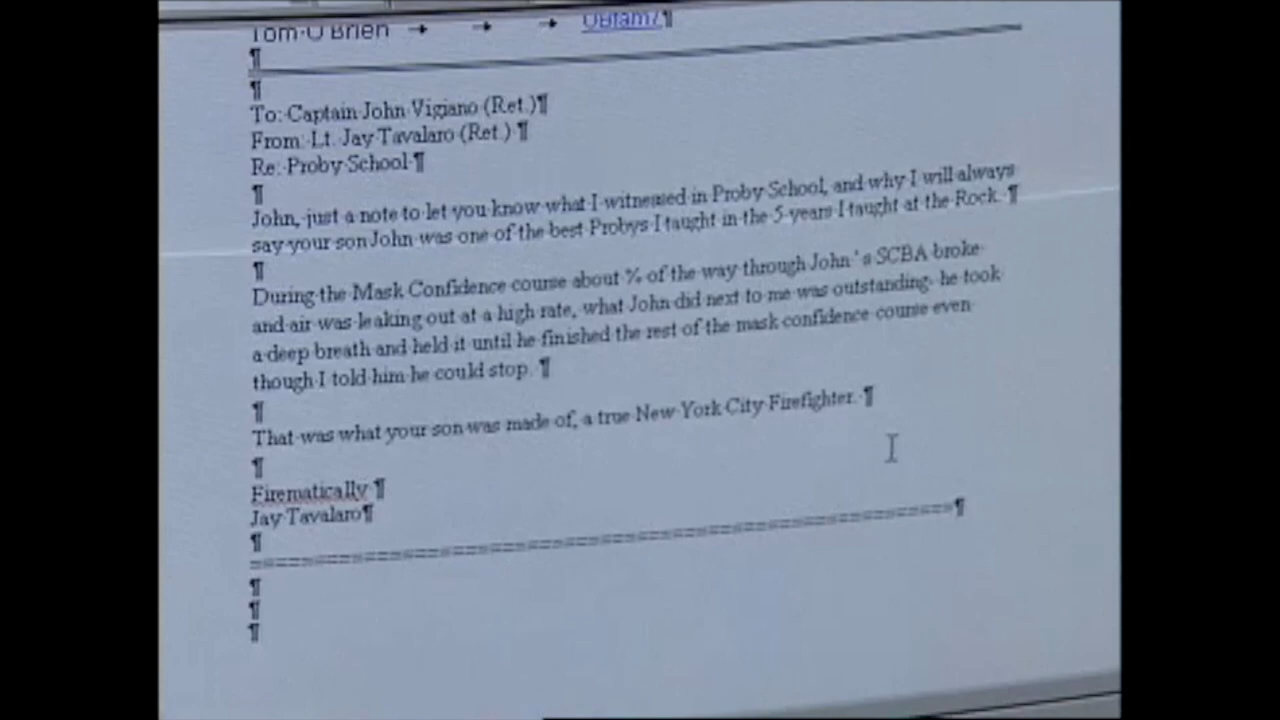 Tom O'Brien → → → OBfam7¶
¶
¶
To: Captain John Vigiano (Ret.)¶
From: Lt. Jay Tavalaro (Ret.) ¶
Re: Proby School ¶
¶
John, just a note to let you know what I witnessed in Proby School, and why I will always
say your son John was one of the best Probys I taught in the 5 years I taught at the Rock. ¶
¶
During the Mask Confidence course about ¾ of the way through John's SCBA broke
and air was leaking out at a high rate, what John did next to me was outstanding he took
a deep breath and held it until he finished the rest of the mask confidence course even
though I told him he could stop. ¶
¶
That was what your son was made of, a true New York City Firefighter. ¶
¶
Firematically ¶
Jay Tavalaro¶
¶
¶
¶
¶
¶